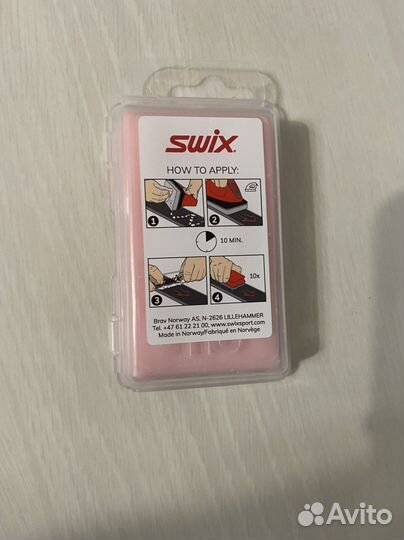 SWIX
HOW TO APPLY:
1
2
10 MIN.
3
4
10x
Brav Norway AS, N-2626 LILLEHAMMER
Tel. +47 61 22 21 00, www.swixsport.com
Made in Norway/Fabriqué en Norvège
Avito